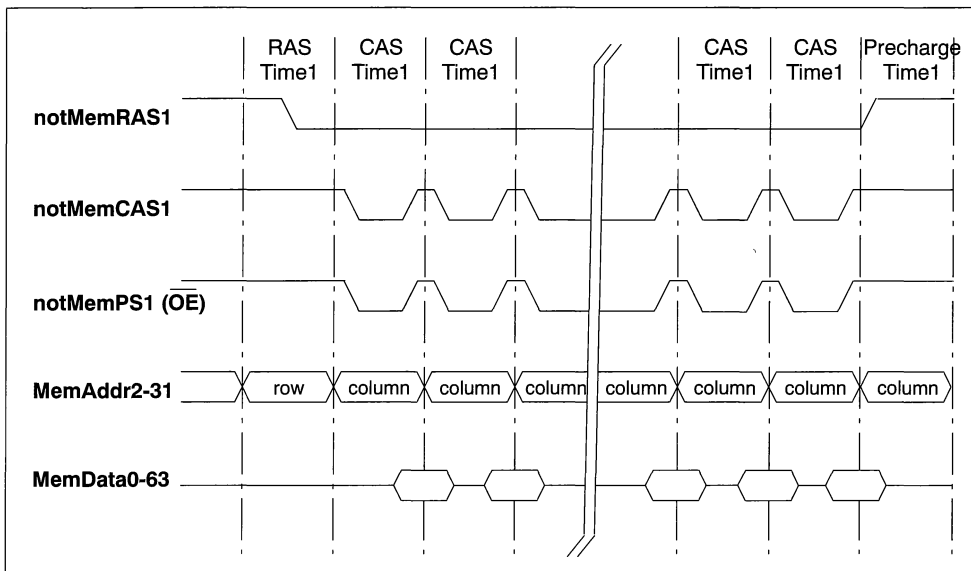 RAS CAS CAS CAS CAS Precharge
Time1 Time1 Time1 Time1 Time1 Time1
notMemRAS1
notMemCAS1
notMemPS1 (O̅E̅)
MemAddr2-31 row column column column column column column column
MemData0-63